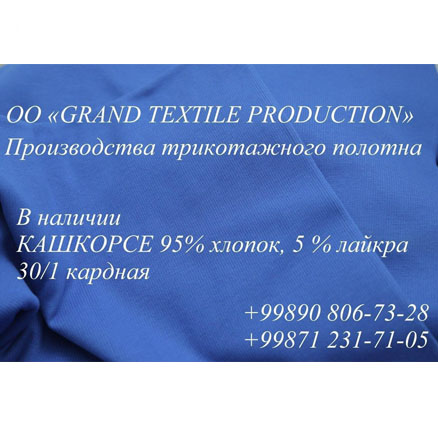 ОО «GRAND TEXTILE PRODUCTION»
Производства трикотажного полотна
В наличии
КАШКОРСЕ 95% хлопок, 5 % лайкра
30/1 кардная
+99890 806-73-28
+99871 231-71-05